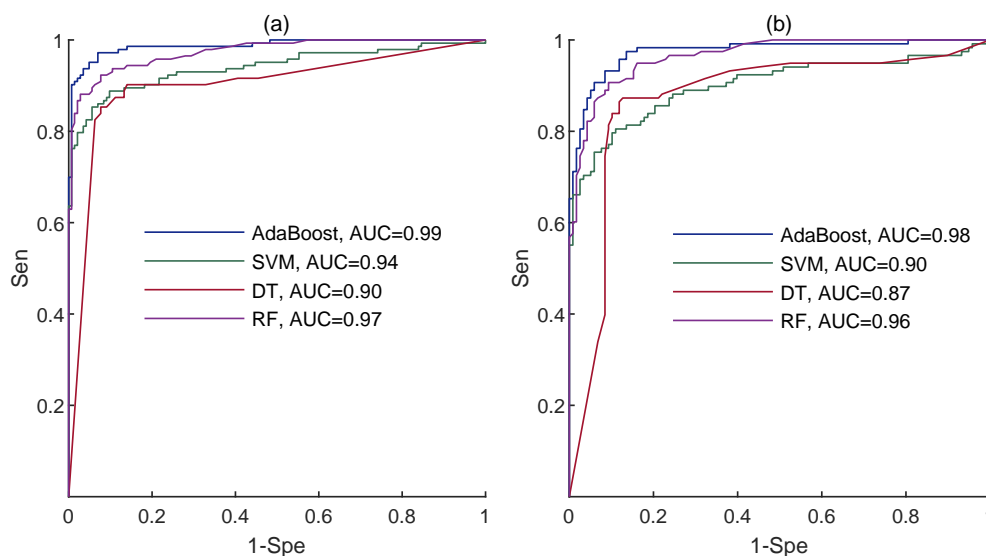 (a)
1
0.8
0.6
0.4
0.2
Sen
AdaBoost, AUC=0.99
SVM, AUC=0.94
DT, AUC=0.90
RF, AUC=0.97
0 0.2 0.4 0.6 0.8 1
1-Spe
(b)
1
0.8
0.6
0.4
0.2
Sen
AdaBoost, AUC=0.98
SVM, AUC=0.90
DT, AUC=0.87
RF, AUC=0.96
0 0.2 0.4 0.6 0.8 1
1-Spe